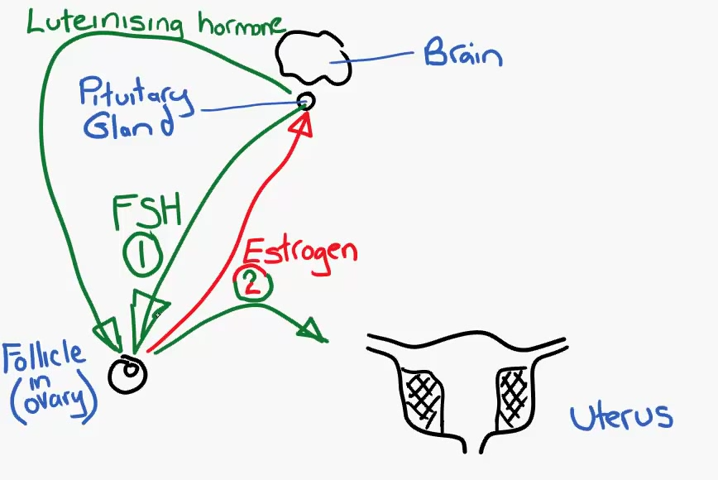 Luteinising hormone
Brain
Pituitary
Gland
FSH
1
Estrogen
2
Follicle
in
(ovary)
Uterus